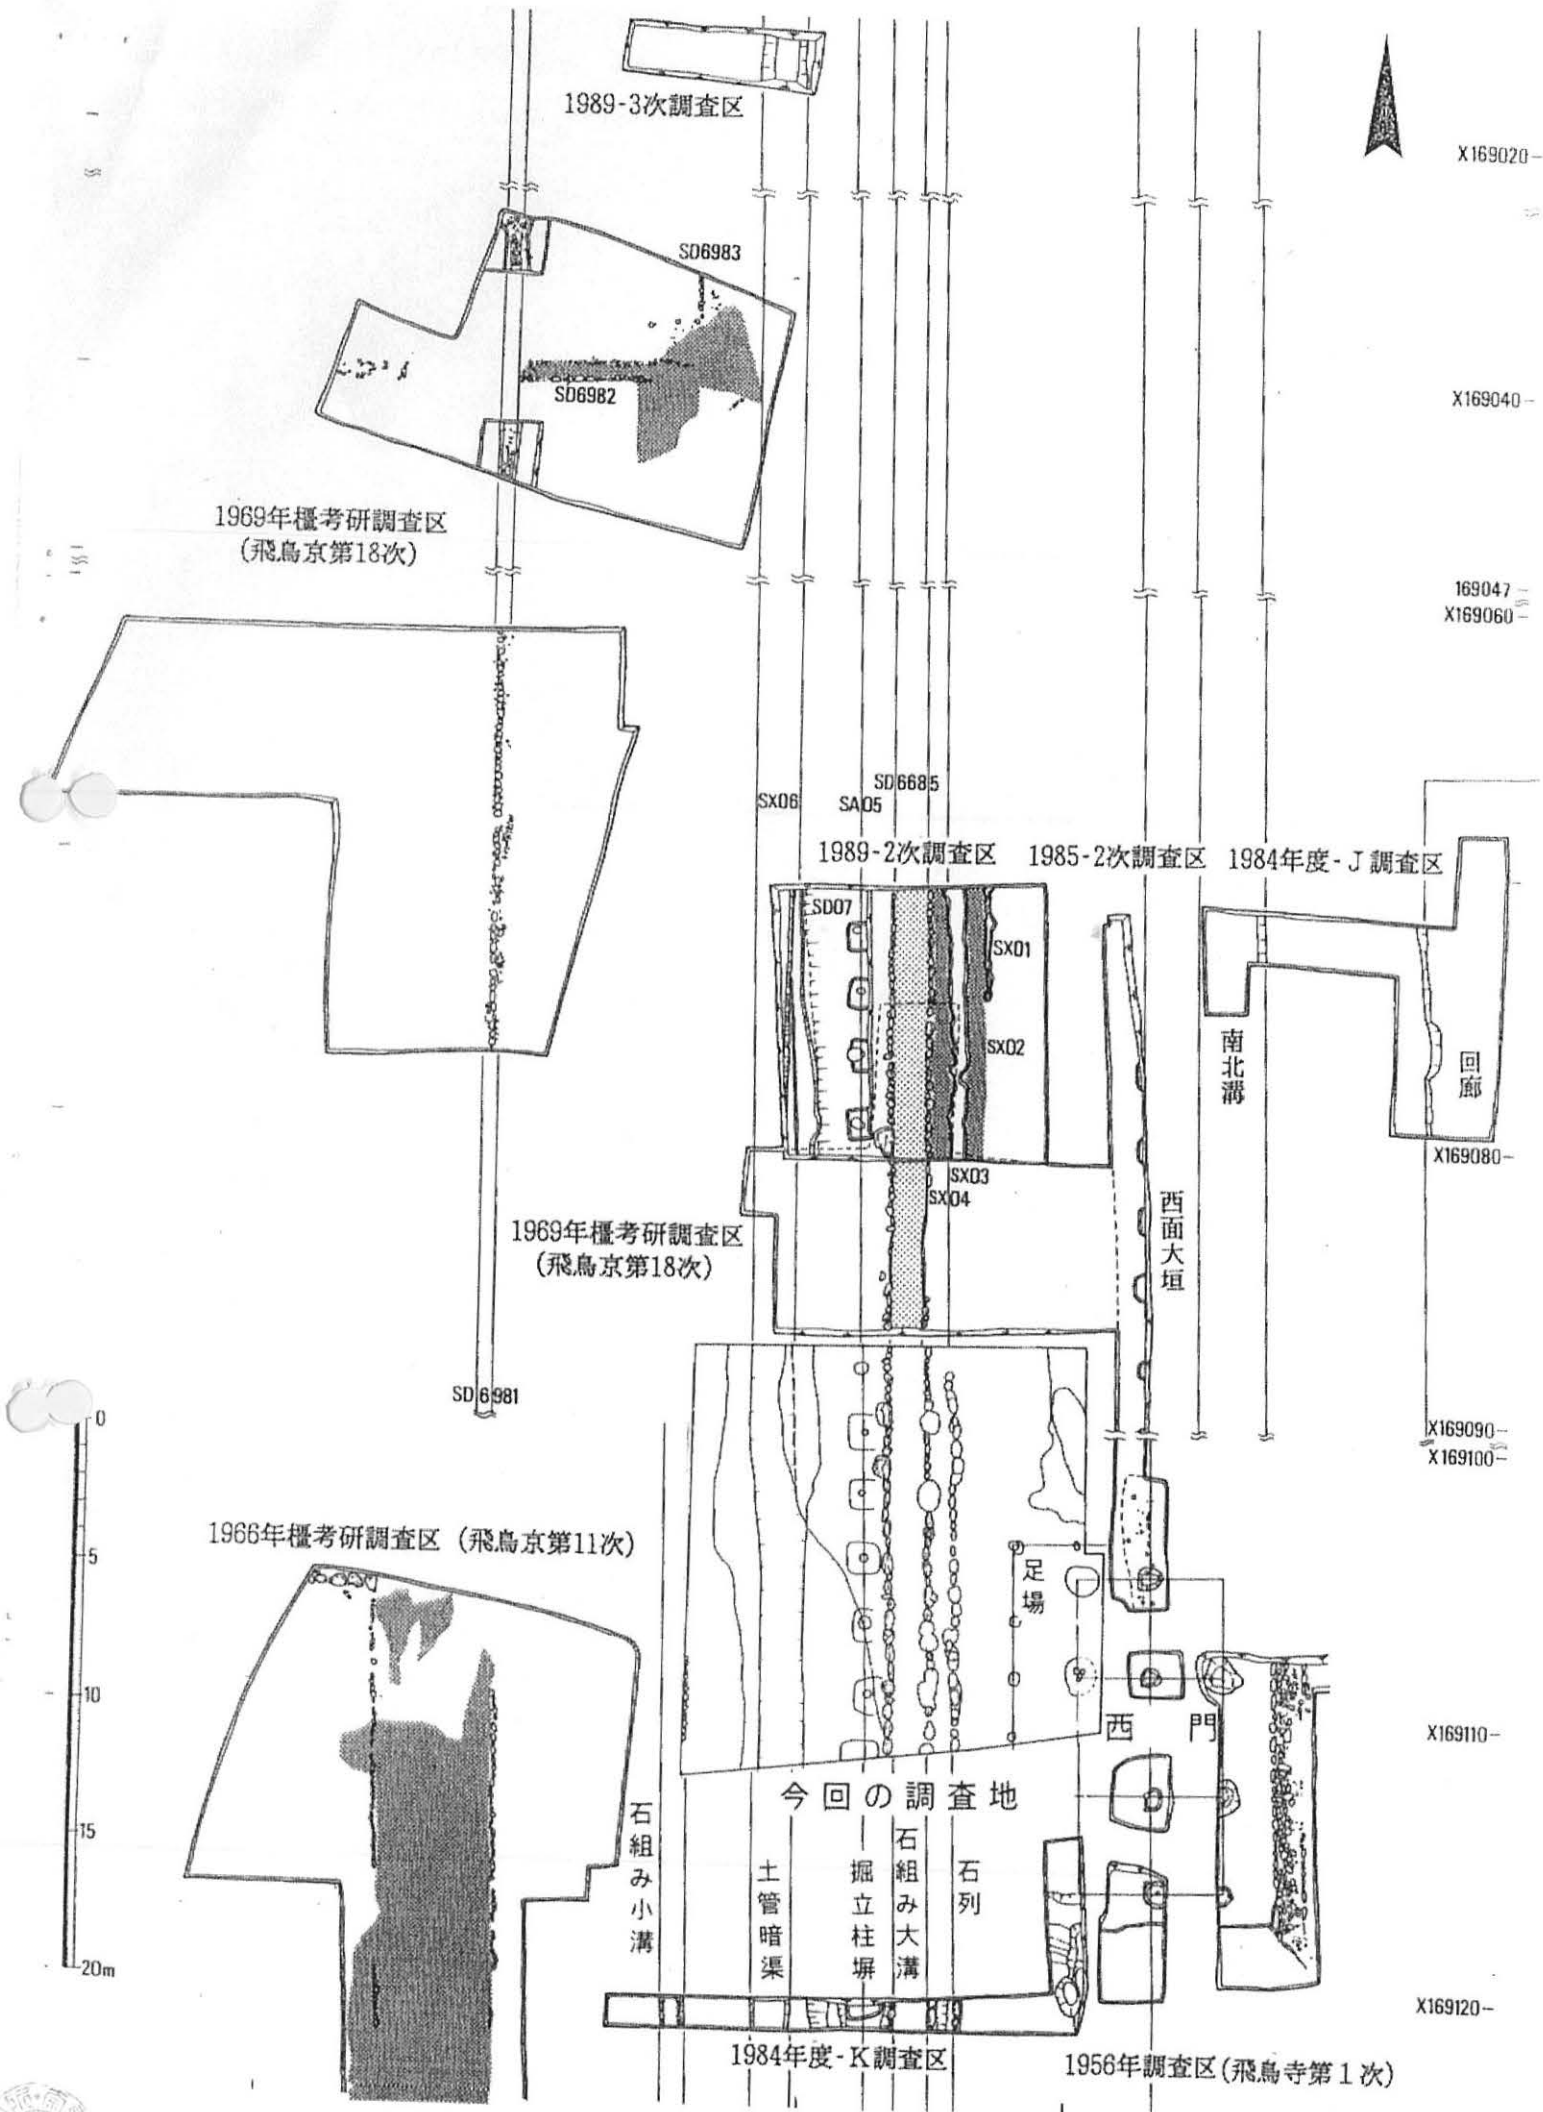 1989-3次調査区
X169020-
SD6983
SD6982
X169040-
1969年橿考研調査区
(飛鳥京第18次)
169047-
X169060-
SD6685
SX06
SA05
1989-2次調査区
1985-2次調査区
1984年度-J調査区
SD07
SX01
SX02
南北溝
回廊
X169080-
SX03
SX04
1969年橿考研調査区
(飛鳥京第18次)
西面大垣
SD6981
0
X169090-
X169100-
1966年橿考研調査区 (飛鳥京第11次)
5
足場
10
西門
X169110-
今回の調査地
15
石組み小溝
土管暗渠
掘立柱塀
石組み大溝
石列
20m
X169120-
1984年度-K調査区
1956年調査区(飛鳥寺第1次)